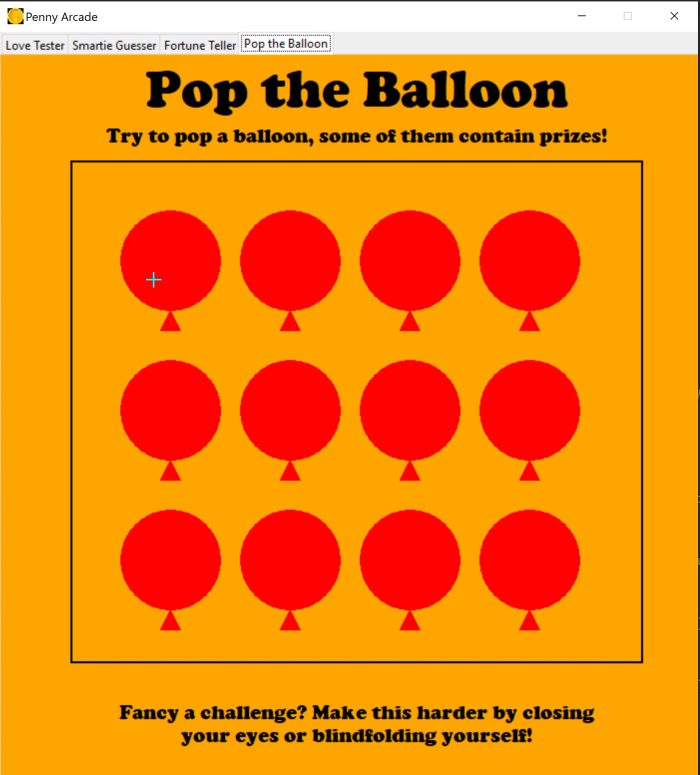 Penny Arcade
Love Tester Smartie Guesser Fortune Teller Pop the Balloon
Pop the Balloon
Try to pop a balloon, some of them contain prizes!
Fancy a challenge? Make this harder by closing
your eyes or blindfolding yourself!